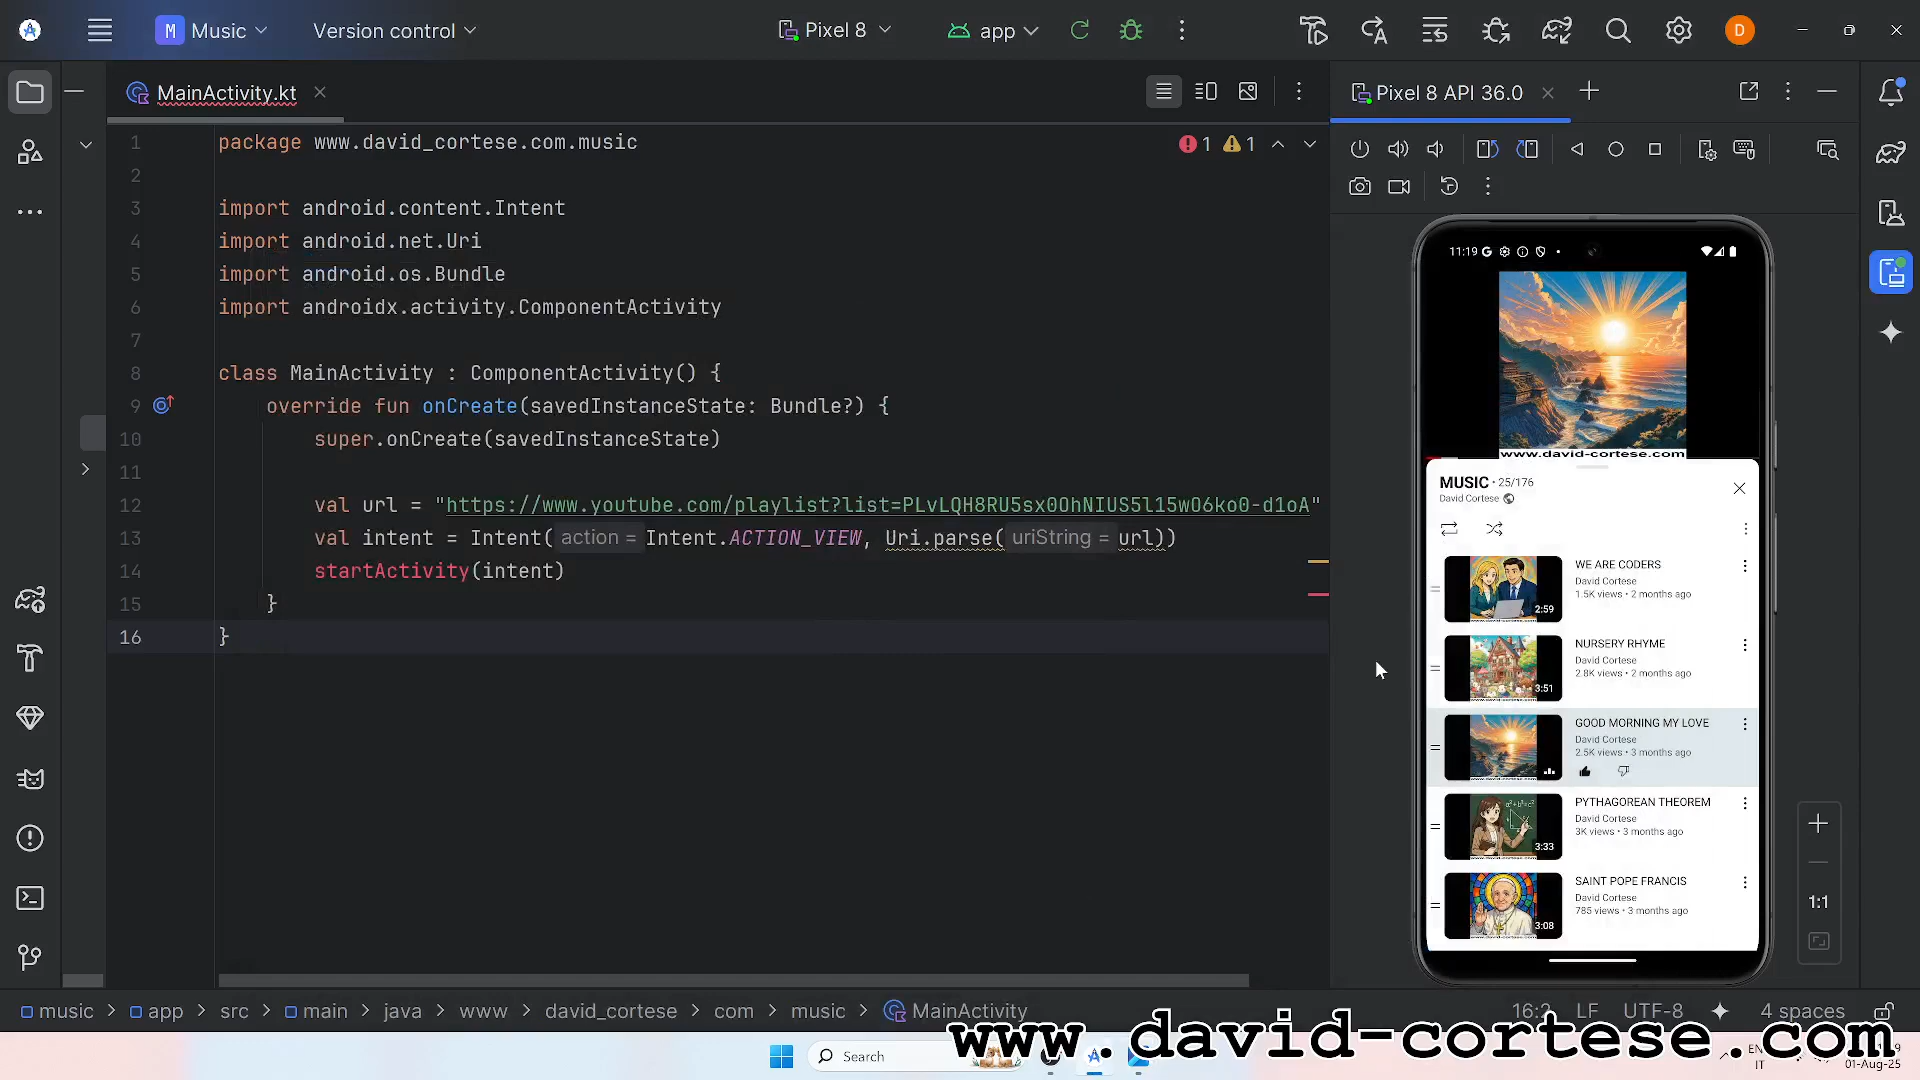 M Music
Version control
Pixel 8
app
D
MainActivity.kt
1 1
Pixel 8 API 36.0
1 package www.david_cortese.com.music
2
3 import android.content.Intent
4 import android.net.Uri
5 import android.os.Bundle
6 import androidx.activity.ComponentActivity
7
8 class MainActivity : ComponentActivity() {
9 override fun onCreate(savedInstanceState: Bundle?) {
10 super.onCreate(savedInstanceState)
11
12 val url = "https://www.youtube.com/playlist?list=PLvLQH8RU5sx0OhNIUS5l15wO6ko0-d1oA"
13 val intent = Intent( action = Intent.ACTION_VIEW, Uri.parse( uriString = url))
14 startActivity(intent)
15 }
16 }
11:19
www.david-cortese.com
MUSIC • 25/176
David Cortese
WE ARE CODERS
David Cortese
1.5K views • 2 months ago
2:59
NURSERY RHYME
David Cortese
2.8K views • 2 months ago
3:51
GOOD MORNING MY LOVE
David Cortese
2.5K views • 3 months ago
PYTHAGOREAN THEOREM
David Cortese
3K views • 3 months ago
3:33
SAINT POPE FRANCIS
David Cortese
785 views • 3 months ago
3:08
1:1
music > app > src > main > java > www > david_cortese > com > music > MainActivity
LF UTF-8 4 spaces
www.david-cortese.com
Search
IT
01-Aug-25